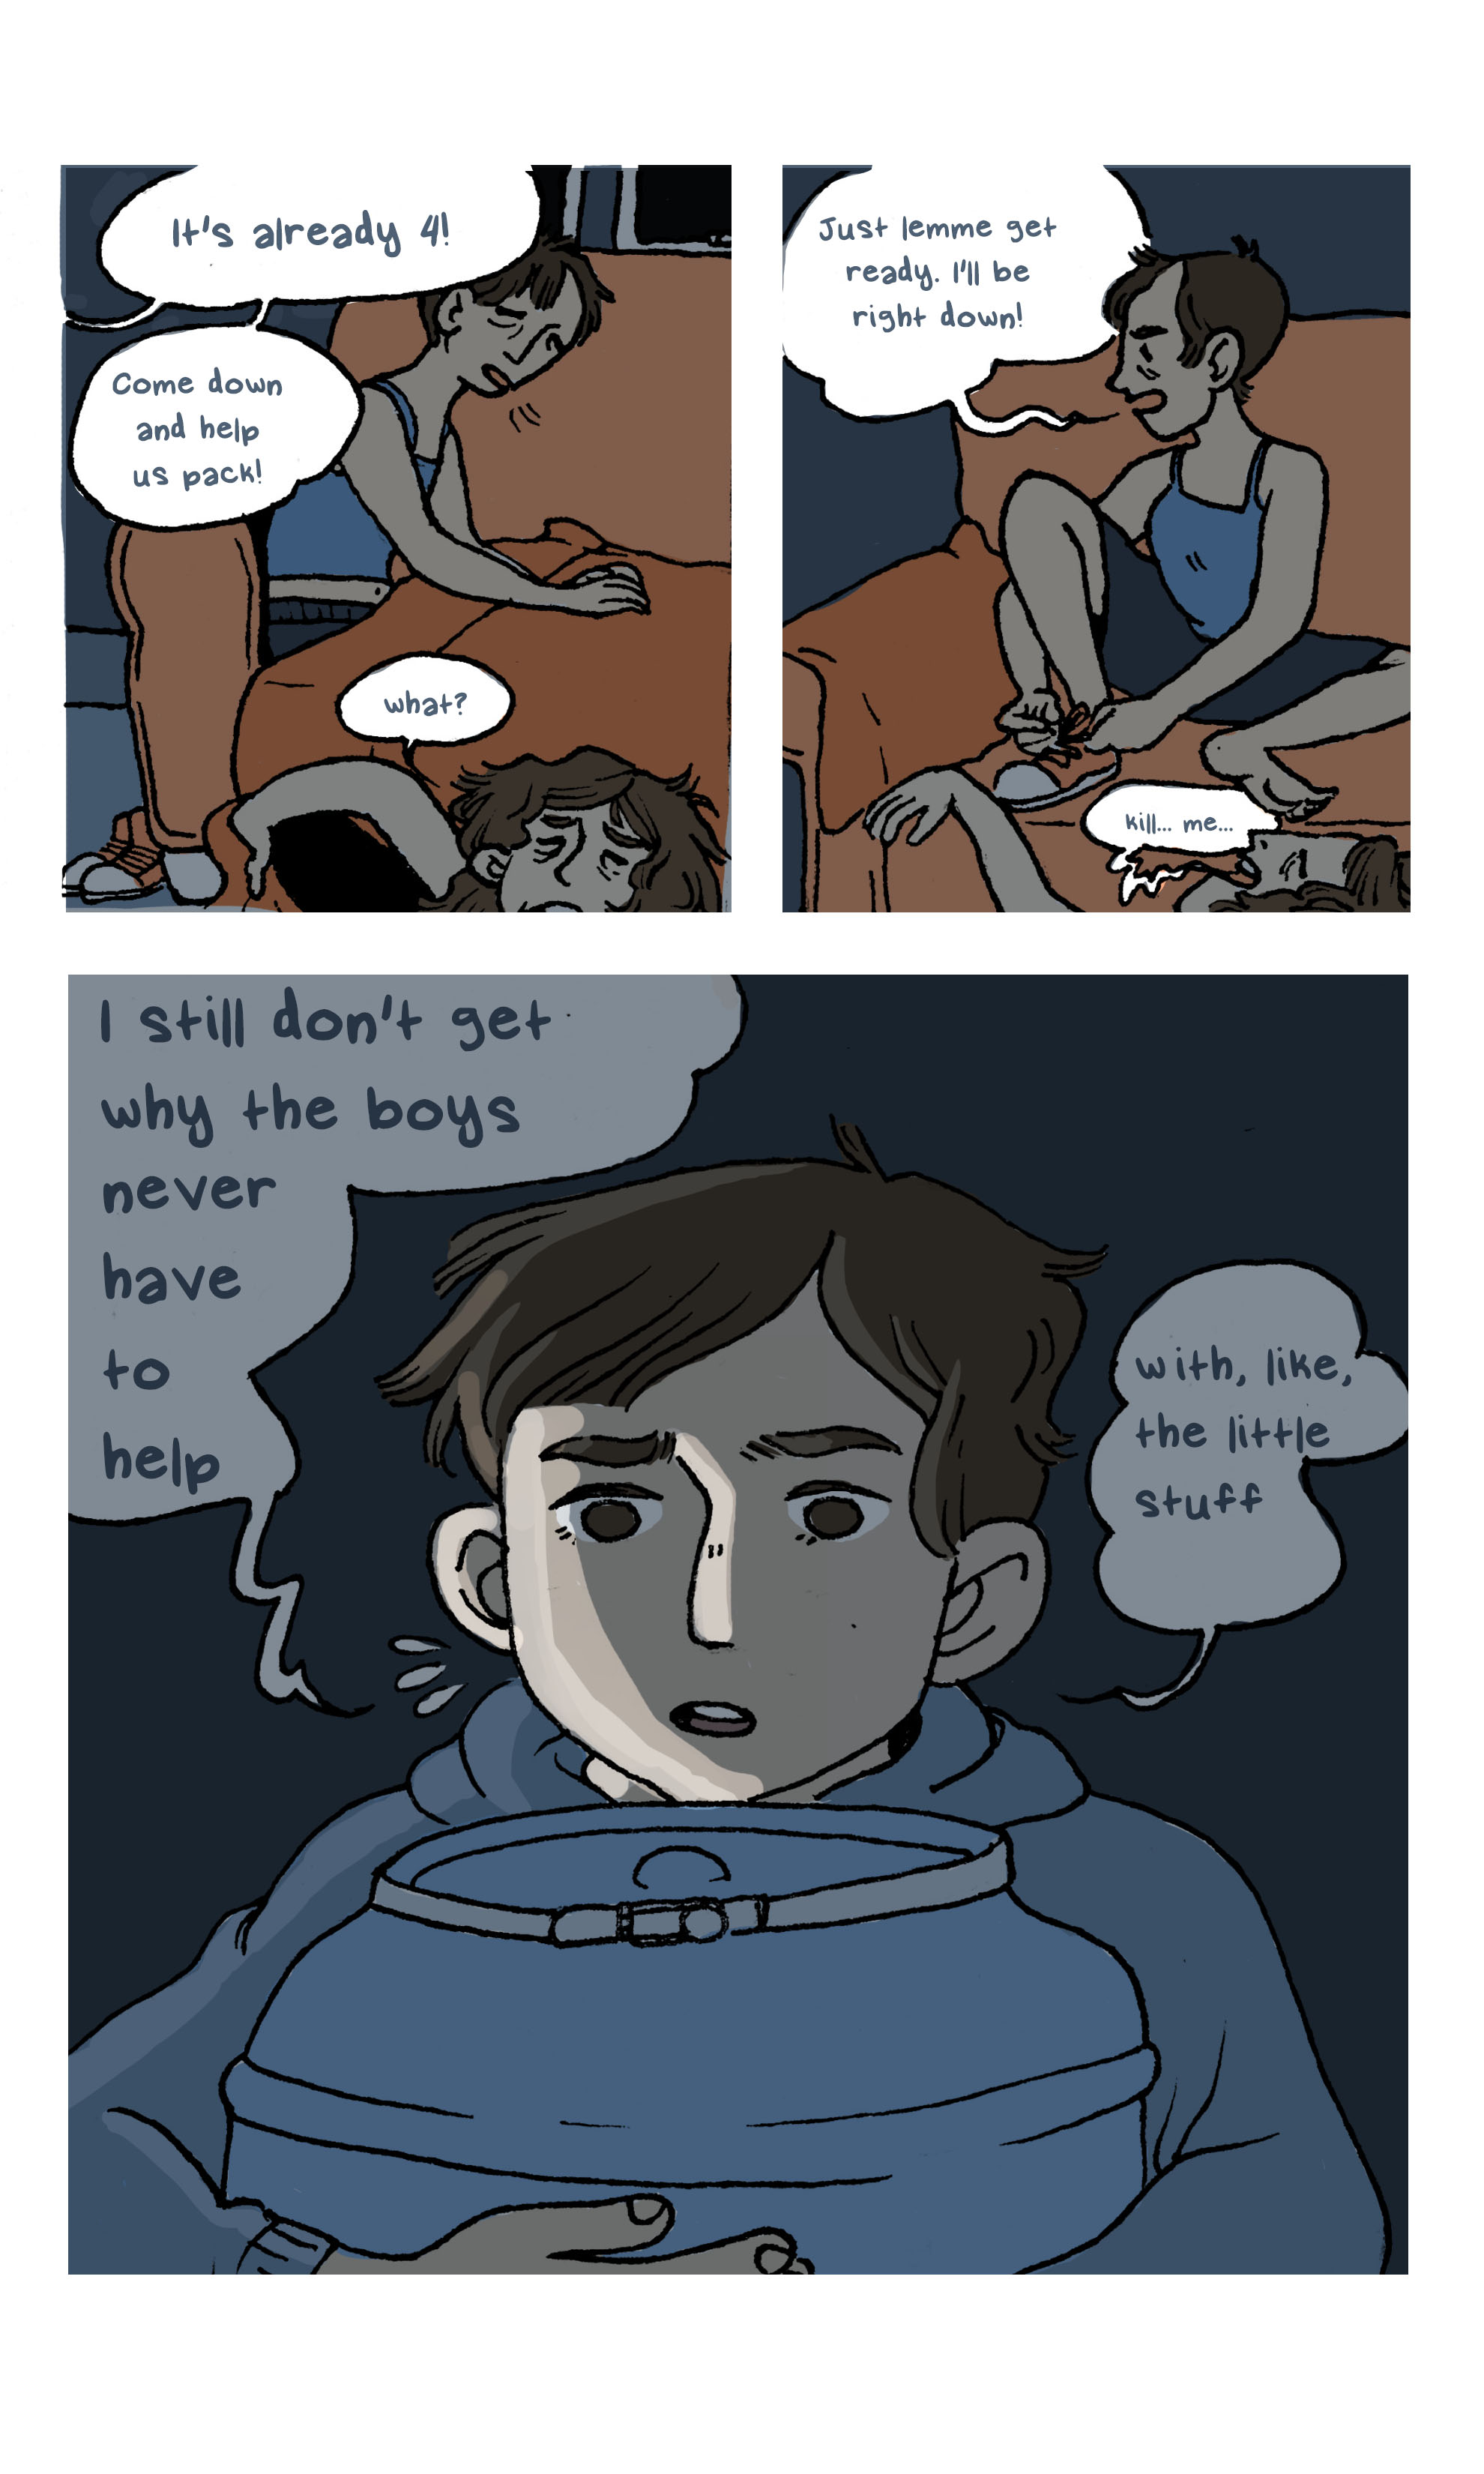 It's already 4!
Come down
and help
us pack!
what?
Just lemme get
ready. I'll be
right down!
kill... me...
I still don't get
why the boys
never
have
to
help
with, like,
the little
stuff